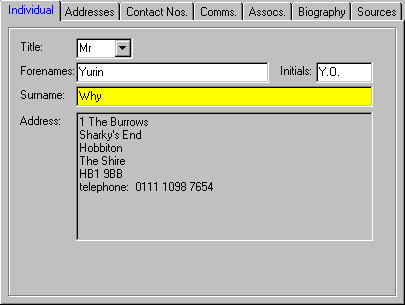 Individual Addresses Contact Nos. Comms. Assocs. Biography Sources
Title: Mr
Forenames: Yurin Initials: Y.O.
Surname: Why
Address: 1 The Burrows
Sharky's End
Hobbiton
The Shire
HB1 9BB
telephone: 0111 1098 7654